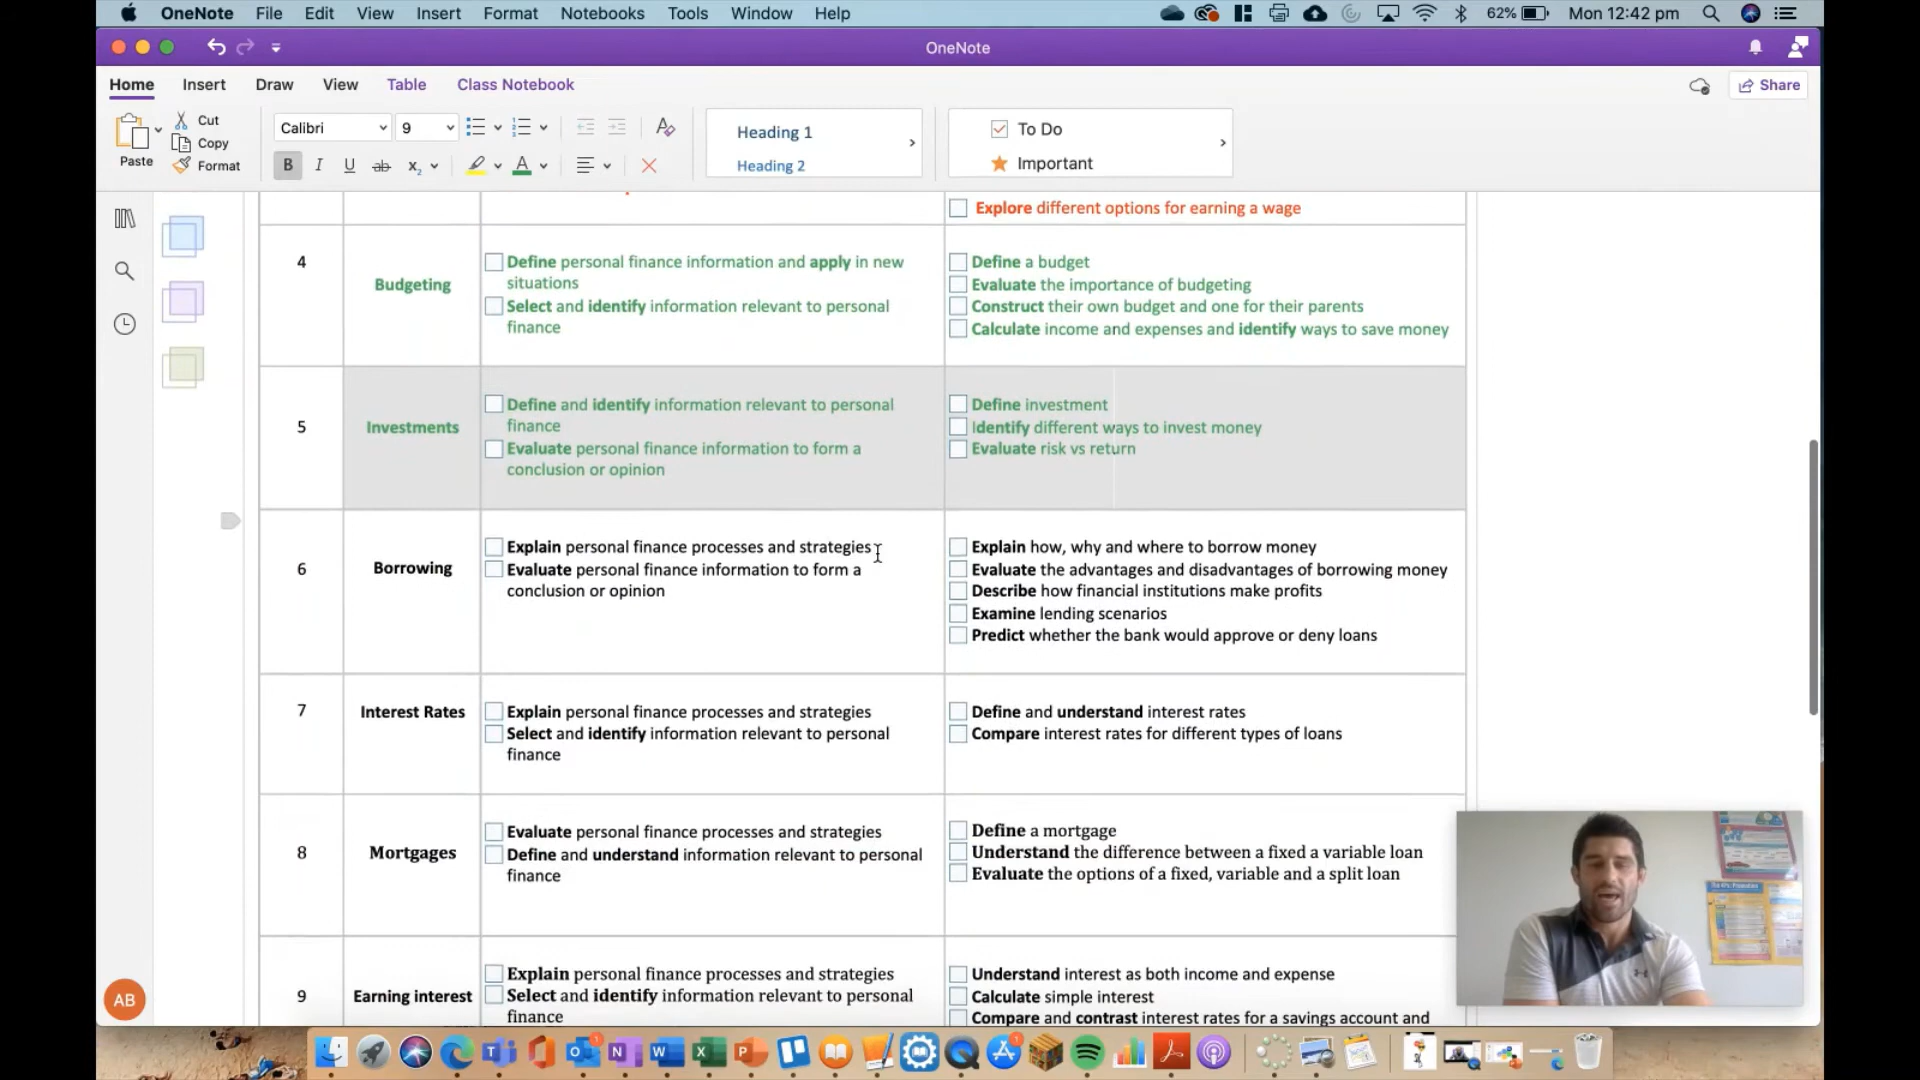 OneNote File Edit View Insert Format Notebooks Tools Window Help 62% Mon 12:42 pm
OneNote
Home Insert Draw View Table Class Notebook Share
Paste Cut Copy Format
Calibri 9
B I U ab X2 A
Heading 1
Heading 2
To Do
Important
Explore different options for earning a wage
4
Budgeting
Define personal finance information and apply in new
situations
Select and identify information relevant to personal
finance
Define a budget
Evaluate the importance of budgeting
Construct their own budget and one for their parents
Calculate income and expenses and identify ways to save money
5
Investments
Define and identify information relevant to personal
finance
Evaluate personal finance information to form a
conclusion or opinion
Define investment
Identify different ways to invest money
Evaluate risk vs return
6
Borrowing
Explain personal finance processes and strategies
Evaluate personal finance information to form a
conclusion or opinion
Explain how, why and where to borrow money
Evaluate the advantages and disadvantages of borrowing money
Describe how financial institutions make profits
Examine lending scenarios
Predict whether the bank would approve or deny loans
7
Interest Rates
Explain personal finance processes and strategies
Select and identify information relevant to personal
finance
Define and understand interest rates
Compare interest rates for different types of loans
8
Mortgages
Evaluate personal finance processes and strategies
Define and understand information relevant to personal
finance
Define a mortgage
Understand the difference between a fixed a variable loan
Evaluate the options of a fixed, variable and a split loan
9
Earning interest
Explain personal finance processes and strategies
Select and identify information relevant to personal
finance
Understand interest as both income and expense
Calculate simple interest
Compare and contrast interest rates for a savings account and
AB